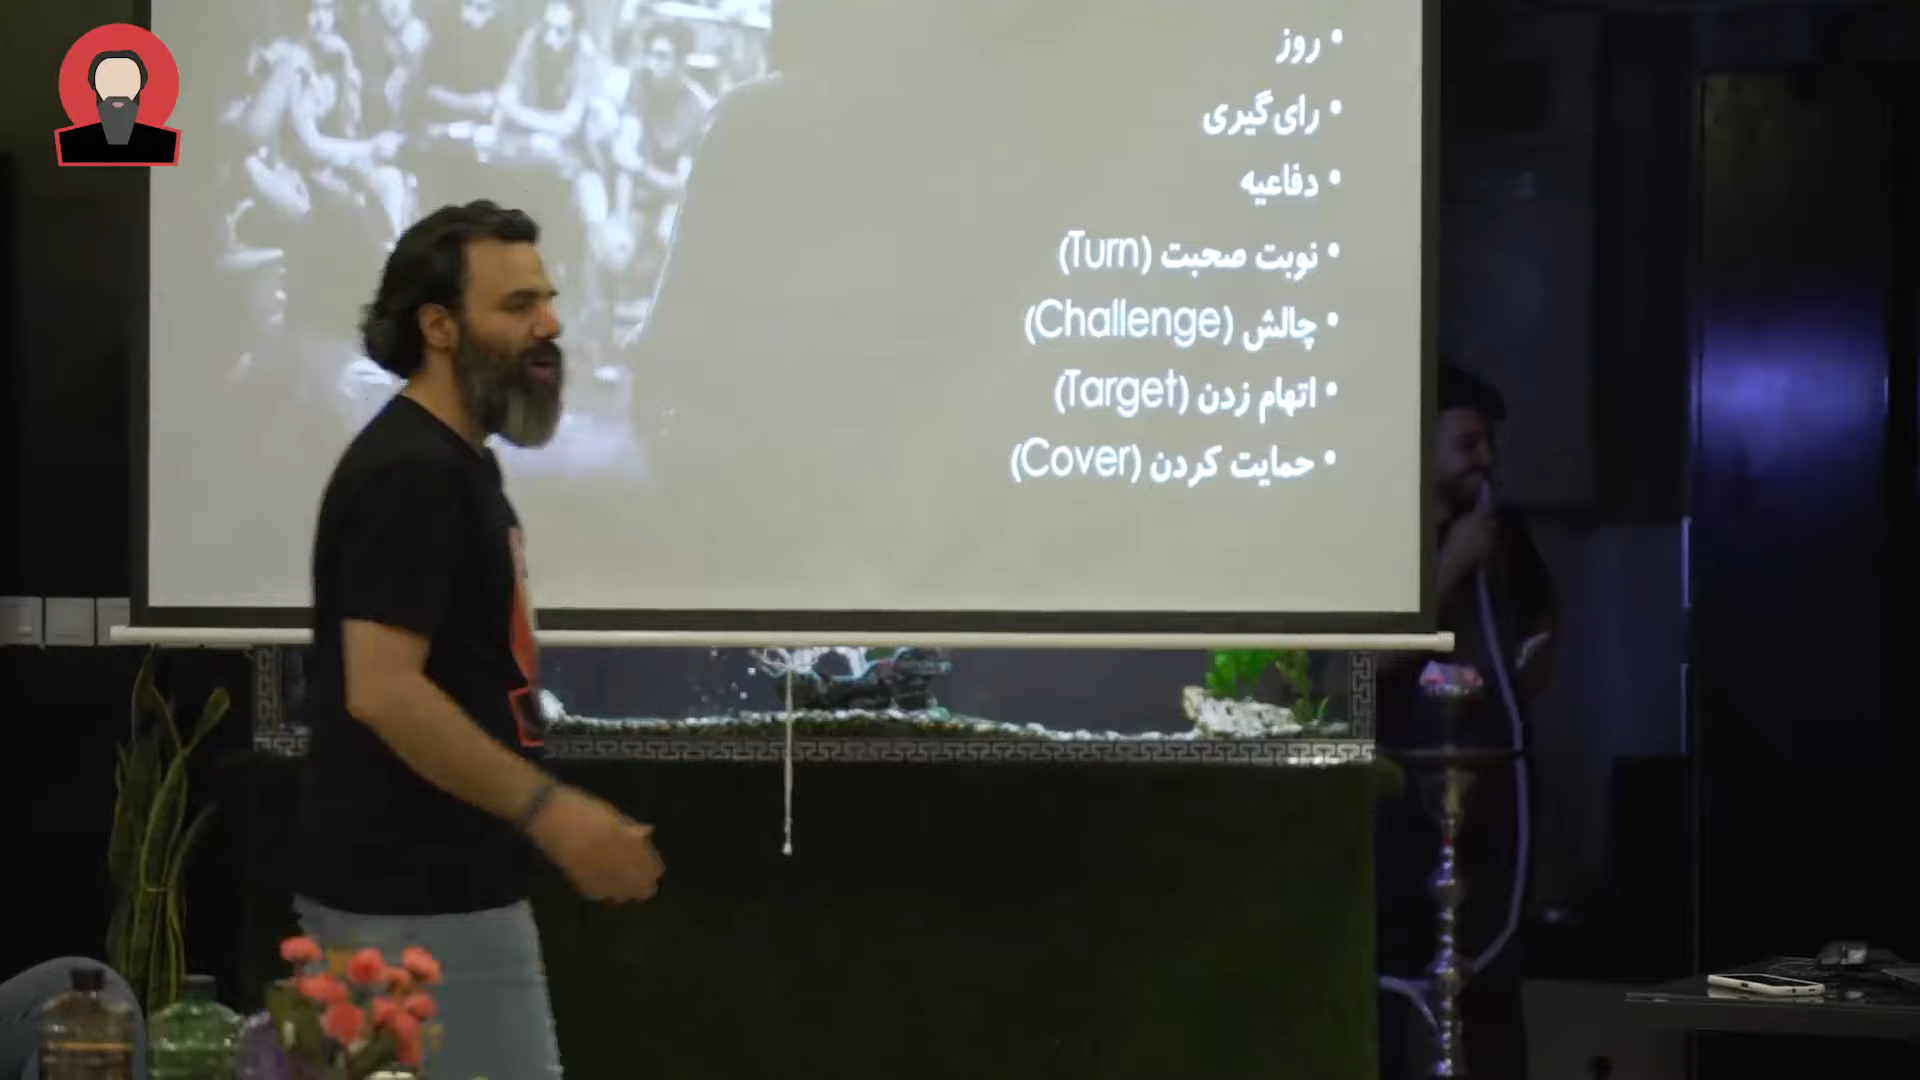 • روز
• رای‌گیری
• دفاعیه
• نوبت صحبت (Turn)
• چالش (Challenge)
• اتهام زدن (Target)
• حمایت کردن (Cover)